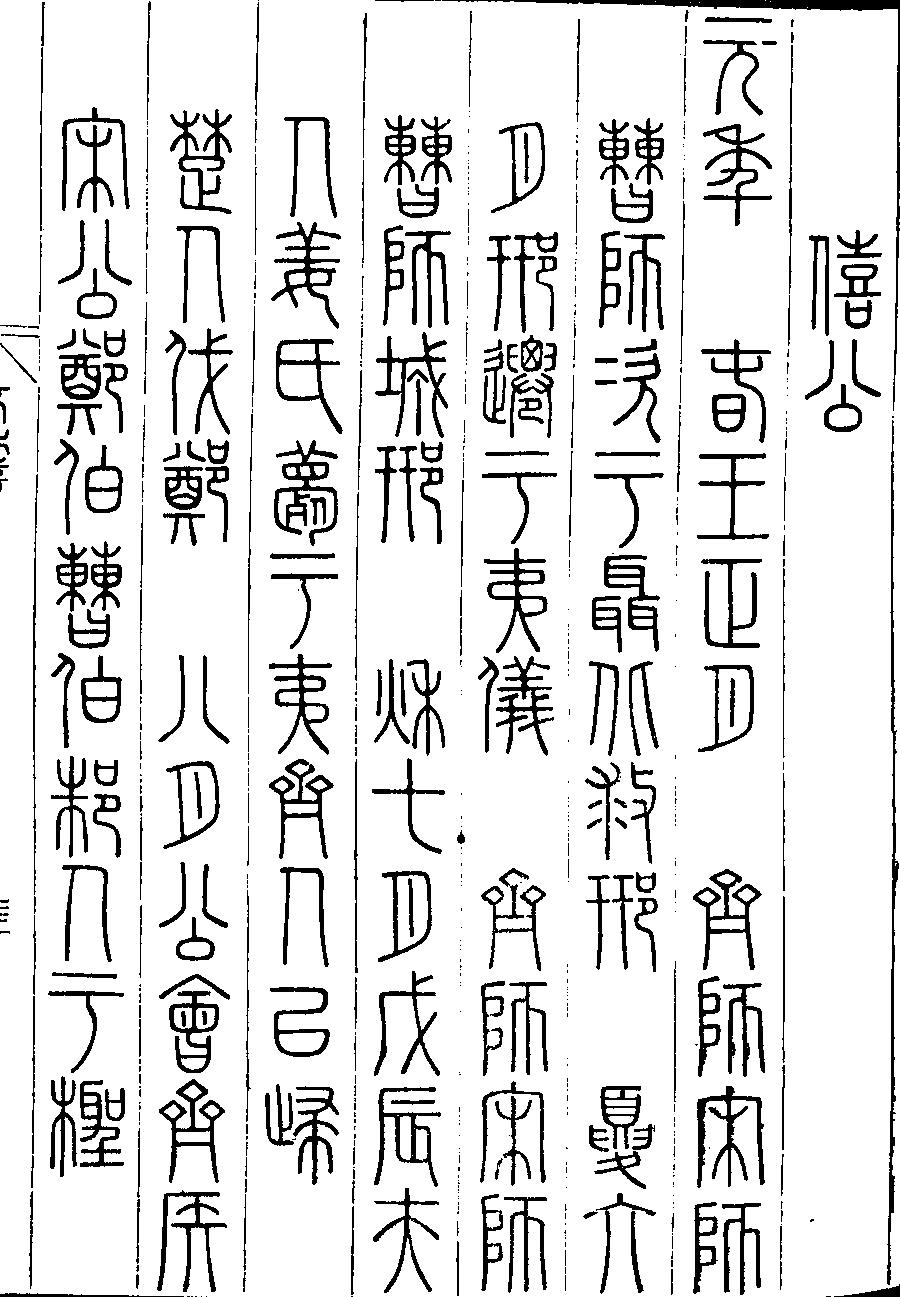 僖公
元年 春王正月 齊師宋師
曹師次于聶北救邢 夏六
月邢遷于夷儀 齊師宋師
曹師城邢 秋七月戊辰夫
人姜氏薨于夷齊人以歸
楚人伐鄭 八月公會齊侯
宋公鄭伯曹伯邾人于檉